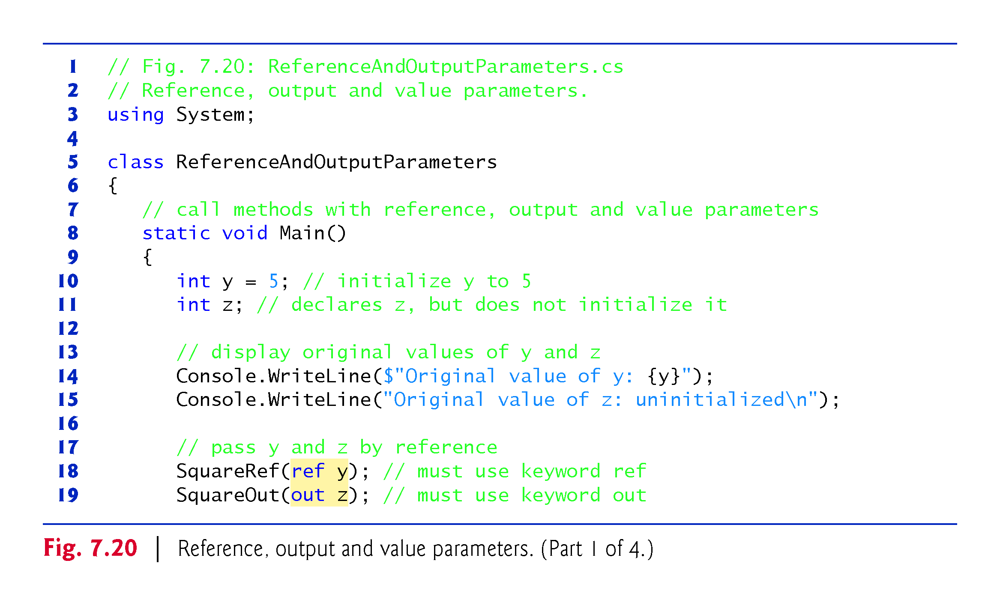 1 // Fig. 7.20: ReferenceAndOutputParameters.cs
2 // Reference, output and value parameters.
3 using System;
4
5 class ReferenceAndOutputParameters
6 {
7 // call methods with reference, output and value parameters
8 static void Main()
9 {
10 int y = 5; // initialize y to 5
11 int z; // declares z, but does not initialize it
12
13 // display original values of y and z
14 Console.WriteLine($"Original value of y: {y}");
15 Console.WriteLine("Original value of z: uninitialized\n");
16
17 // pass y and z by reference
18 SquareRef(ref y); // must use keyword ref
19 SquareOut(out z); // must use keyword out
Fig. 7.20 | Reference, output and value parameters. (Part 1 of 4.)